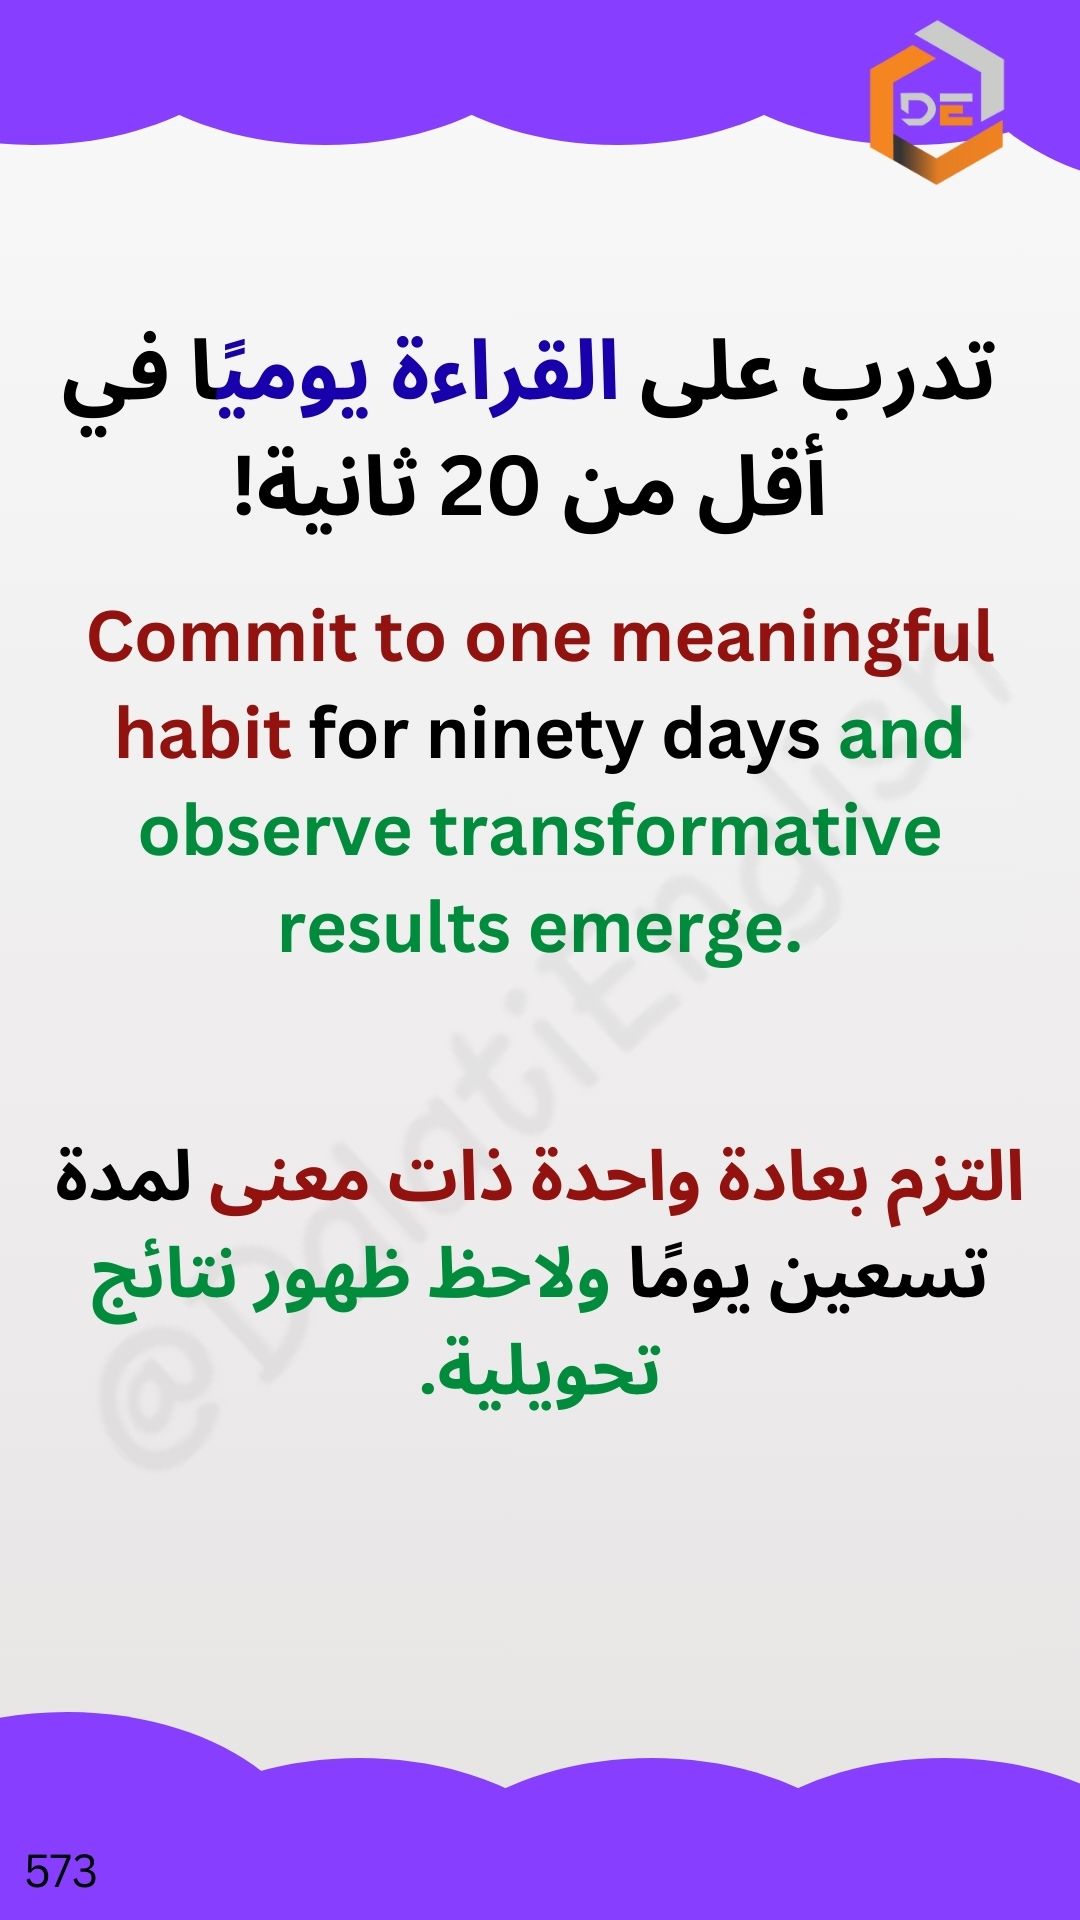 DE
تدرب على القراءة يوميًا في
أقل من 20 ثانية!
Commit to one meaningful
habit for ninety days and
observe transformative
results emerge.
التزم بعادة واحدة ذات معنى لمدة
تسعين يومًا ولاحظ ظهور نتائج
تحويلية.
@DalatiEnglish
573